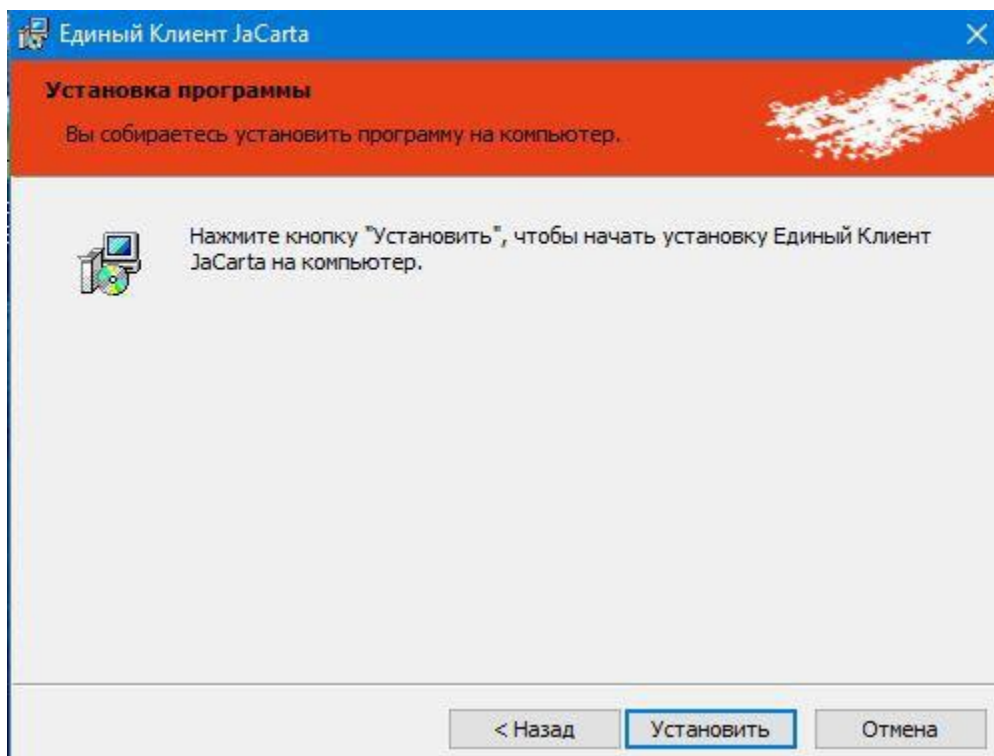 Единый Клиент JaCarta
Установка программы
Вы собираетесь установить программу на компьютер.
Нажмите кнопку "Установить", чтобы начать установку Единый Клиент
JaCarta на компьютер.
< Назад
Установить
Отмена